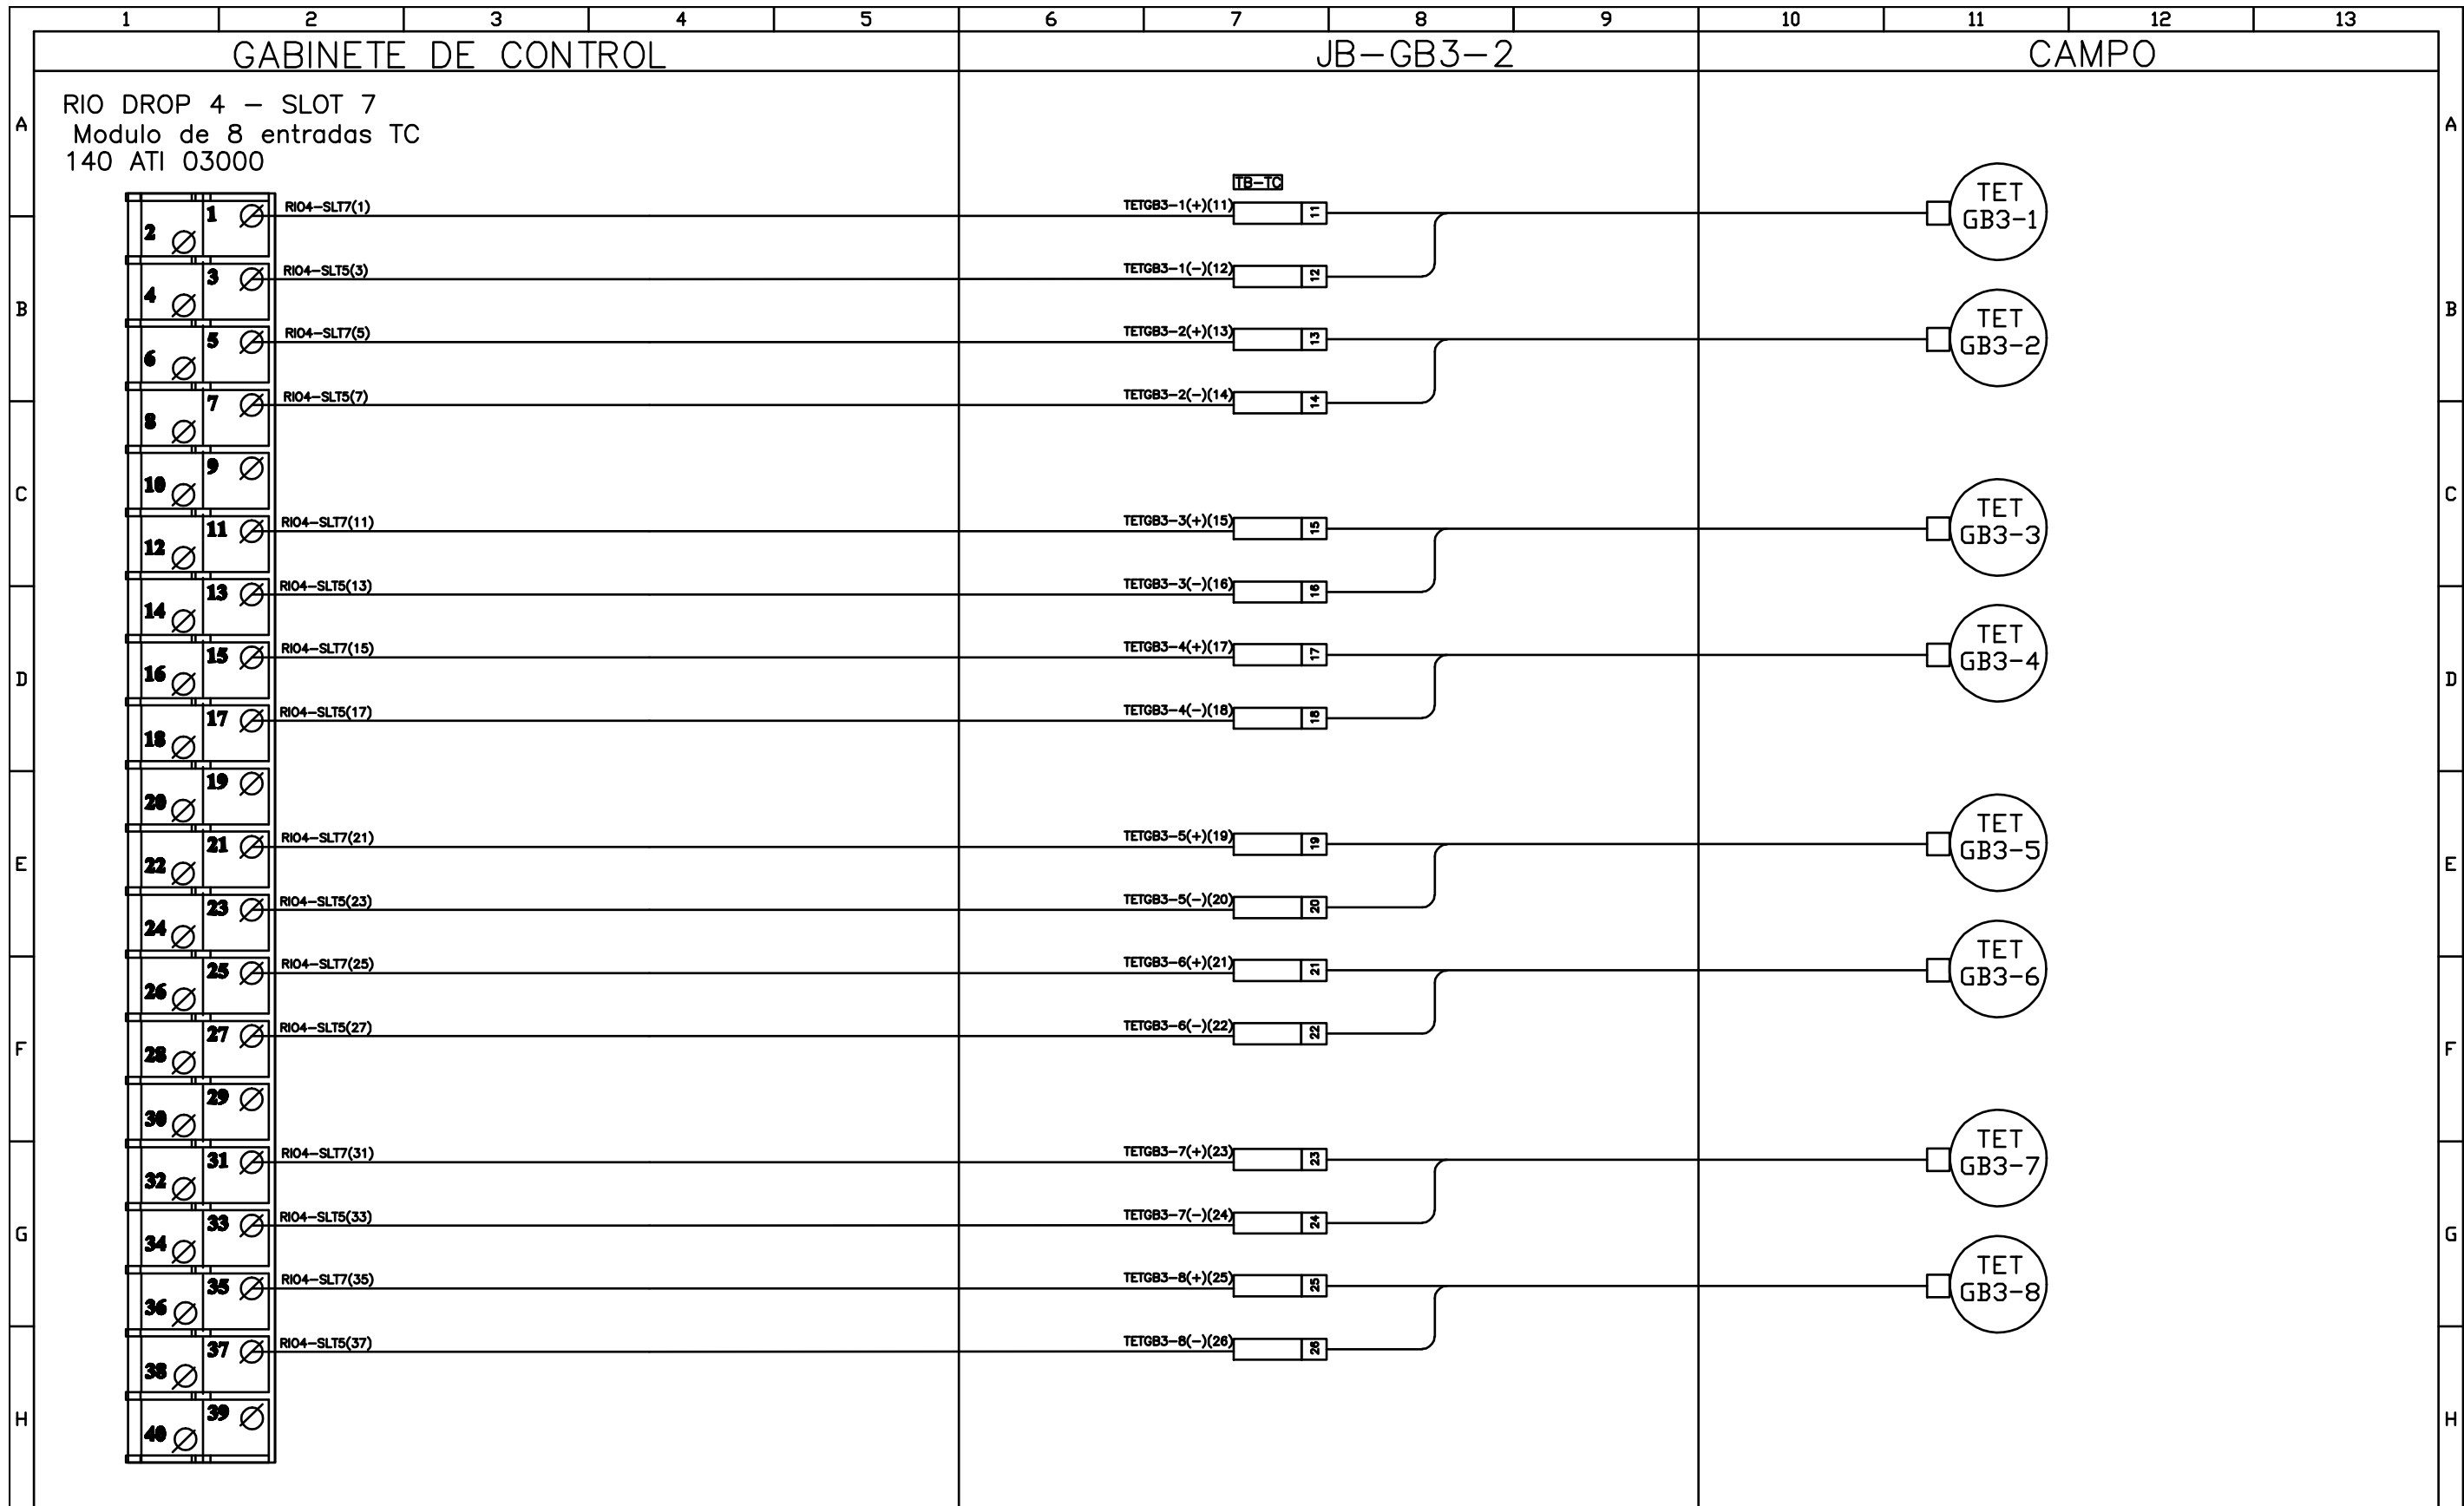 1 2 3 4 5 6 7 8 9 10 11 12 13
GABINETE DE CONTROL JB-GB3-2 CAMPO
RIO DROP 4 - SLOT 7
Modulo de 8 entradas TC
140 ATI 03000
A A
TB-TC
1 RIO4-SLT7(1) TETGB3-1(+)(11) 11 TET
GB3-1
2
3 RIO4-SLT5(3) TETGB3-1(-)(12) 12
4
B B
5 RIO4-SLT7(5) TETGB3-2(+)(13) 13 TET
GB3-2
6
7 RIO4-SLT5(7) TETGB3-2(-)(14) 14
8
9
10
C C
11 RIO4-SLT7(11) TETGB3-3(+)(15) 15 TET
GB3-3
12
13 RIO4-SLT5(13) TETGB3-3(-)(16) 16
14
15 RIO4-SLT7(15) TETGB3-4(+)(17) 17 TET
GB3-4
16
D D
17 RIO4-SLT5(17) TETGB3-4(-)(18) 18
18
19
20
21 RIO4-SLT7(21) TETGB3-5(+)(19) 19 TET
GB3-5
22
E E
23 RIO4-SLT5(23) TETGB3-5(-)(20) 20
24
25 RIO4-SLT7(25) TETGB3-6(+)(21) 21 TET
GB3-6
26
27 RIO4-SLT5(27) TETGB3-6(-)(22) 22
28
F F
29
30
31 RIO4-SLT7(31) TETGB3-7(+)(23) 23 TET
GB3-7
32
33 RIO4-SLT5(33) TETGB3-7(-)(24) 24
34
G G
35 RIO4-SLT7(35) TETGB3-8(+)(25) 25 TET
GB3-8
36
37 RIO4-SLT5(37) TETGB3-8(-)(26) 26
38
39
40
H H